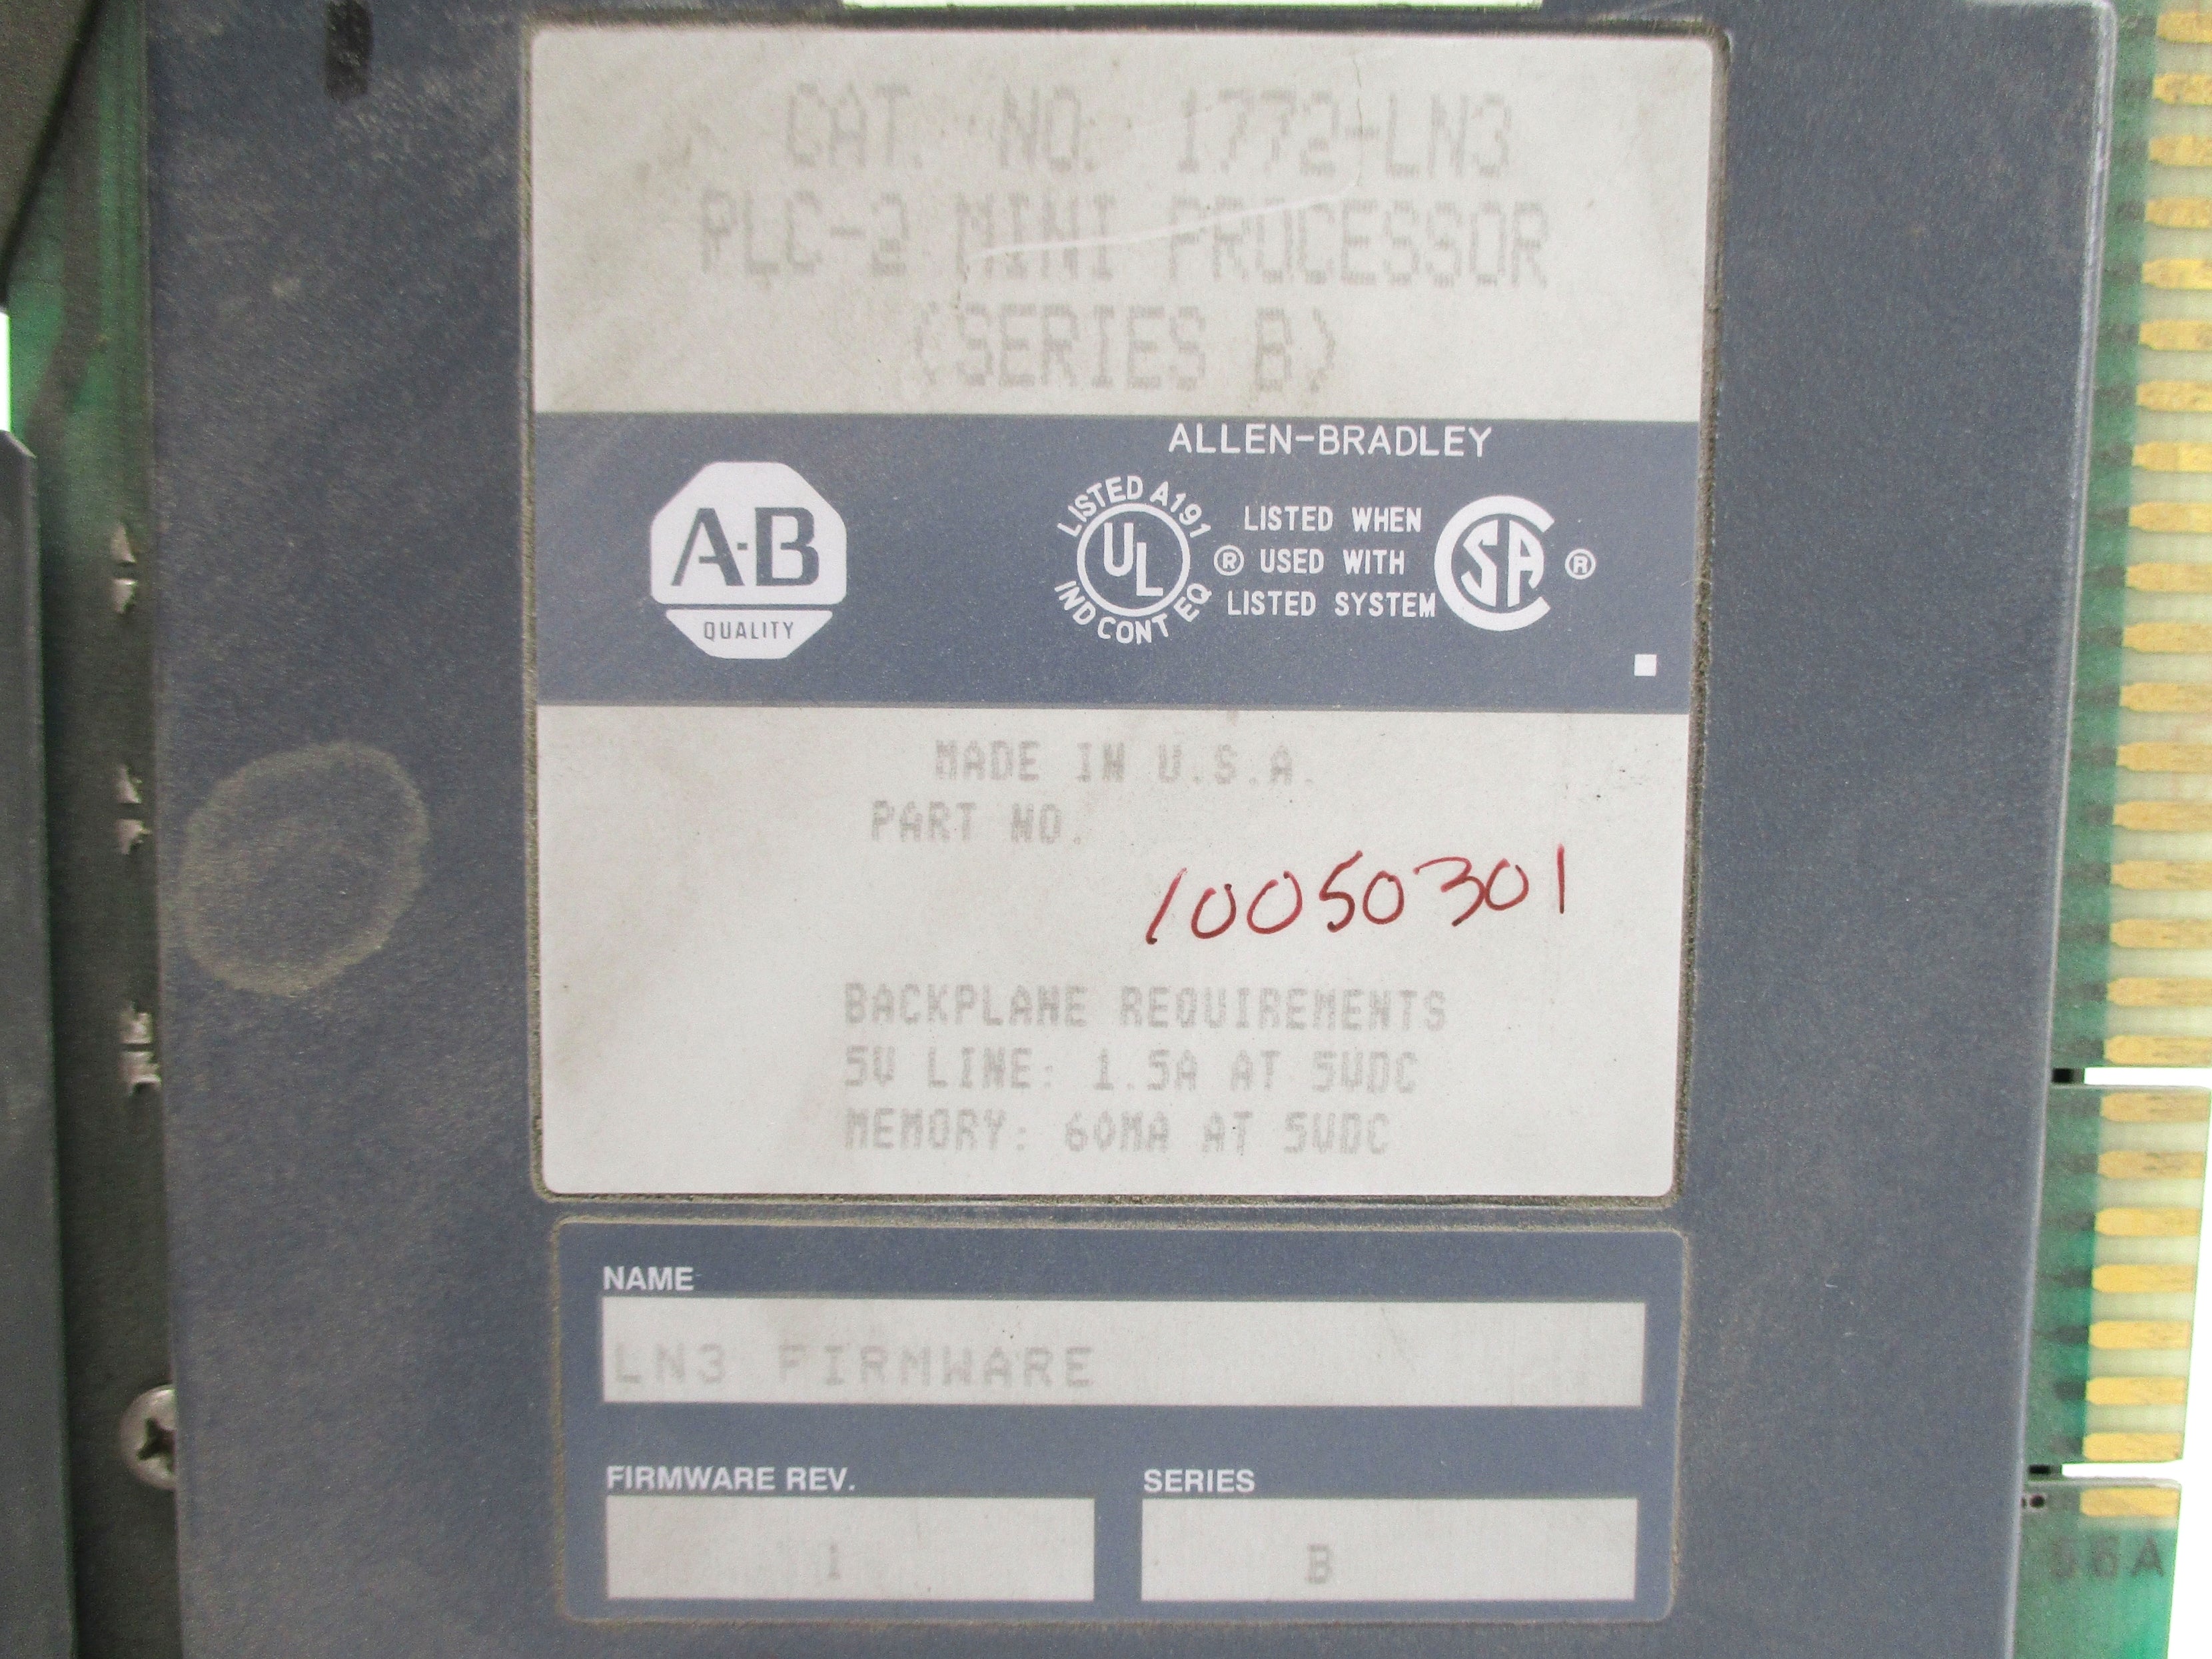 CAT. NO. 1772-LN3
PLC-2 MINI PROCESSOR
(SERIES B)
ALLEN-BRADLEY
A-B
QUALITY
LISTED A191
UL
IND CONT EQ
®
LISTED WHEN
USED WITH
LISTED SYSTEM
SA
®
MADE IN U.S.A.
PART NO.
10050301
BACKPLANE REQUIREMENTS
5V LINE: 1.5A AT 5VDC
MEMORY: 60MA AT 5VDC
NAME
LN3 FIRMWARE
FIRMWARE REV.
SERIES
1
B